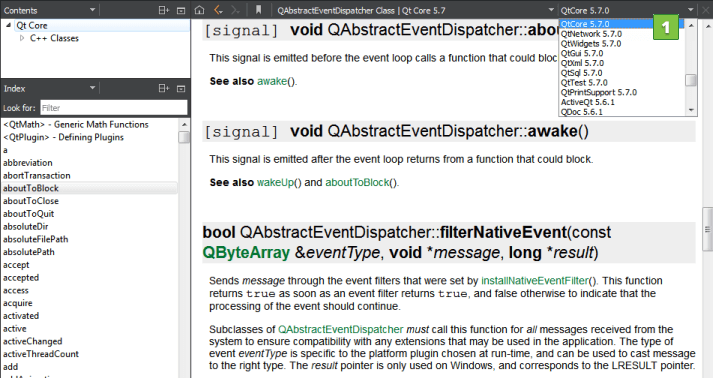 Contents
Qt Core
C++ Classes
Index
Look for: Filter
<QtMath> - Generic Math Functions
<QtPlugin> - Defining Plugins
a
abbreviation
abortTransaction
aboutToBlock
aboutToClose
aboutToQuit
absoluteDir
absoluteFilePath
absolutePath
accept
accepted
access
acquire
activated
active
activeChanged
activeThreadCount
add
QAbstractEventDispatcher Class | Qt Core 5.7
QtCore 5.7.0
QtCore 5.7.0
QtNetwork 5.7.0
QtWidgets 5.7.0
QtGui 5.7.0
QtXml 5.7.0
QtSql 5.7.0
QtTest 5.7.0
QtPrintSupport 5.7.0
ActiveQt 5.6.1
QDoc 5.6.1
1
[signal] void QAbstractEventDispatcher::abou
This signal is emitted before the event loop calls a function that could bloc
See also awake().
[signal] void QAbstractEventDispatcher::awake()
This signal is emitted after the event loop returns from a function that could block.
See also wakeUp() and aboutToBlock().
bool QAbstractEventDispatcher::filterNativeEvent(const
QByteArray &eventType, void *message, long *result)
Sends message through the event filters that were set by installNativeEventFilter(). This function
returns true as soon as an event filter returns true, and false otherwise to indicate that the
processing of the event should continue.
Subclasses of QAbstractEventDispatcher must call this function for all messages received from the
system to ensure compatibility with any extensions that may be used in the application. The type of
event eventType is specific to the platform plugin chosen at run-time, and can be used to cast message
to the right type. The result pointer is only used on Windows, and corresponds to the LRESULT pointer.